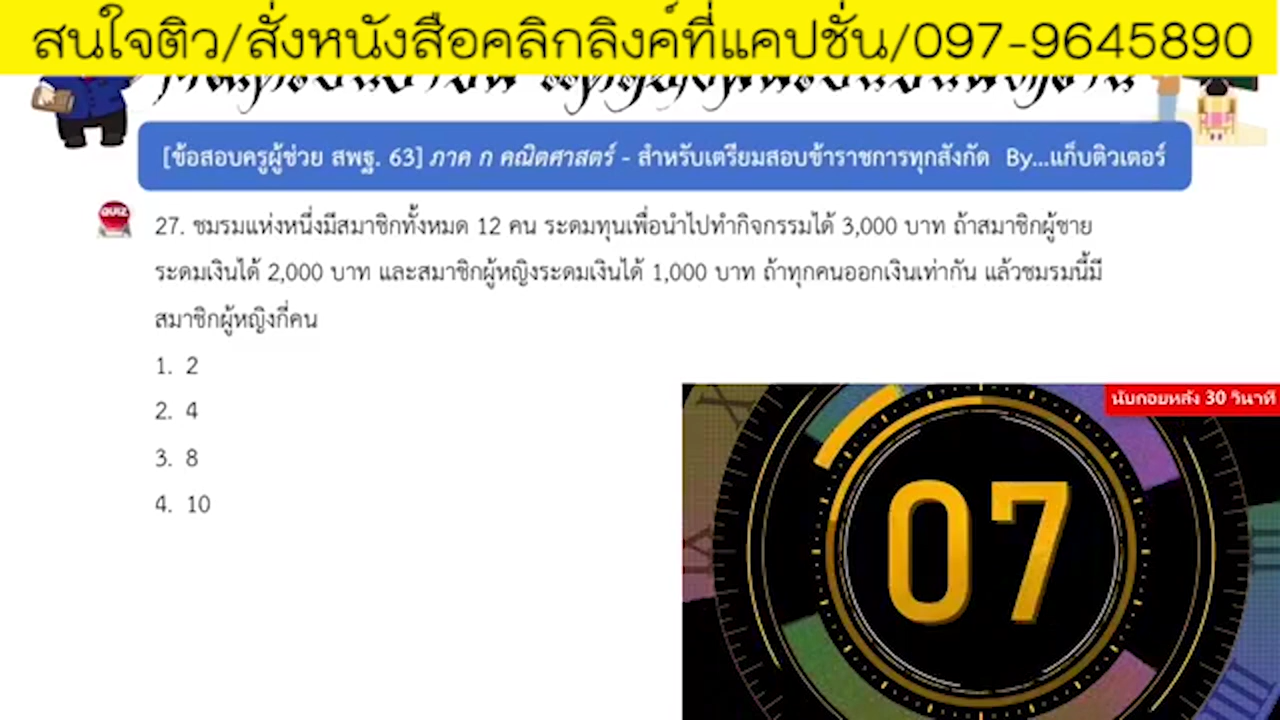 สนใจติว/สั่งหนังสือคลิกลิงค์ที่แคปชั่น/097-9645890
[ข้อสอบครูผู้ช่วย สพฐ. 63] ภาค ก คณิตศาสตร์ - สำหรับเตรียมสอบข้าราชการทุกสังกัด By...แก็บติวเตอร์
QUIZ
27. ชมรมแห่งหนึ่งมีสมาชิกทั้งหมด 12 คน ระดมทุนเพื่อนำไปทำกิจกรรมได้ 3,000 บาท ถ้าสมาชิกผู้ชาย
ระดมเงินได้ 2,000 บาท และสมาชิกผู้หญิงระดมเงินได้ 1,000 บาท ถ้าทุกคนออกเงินเท่ากัน แล้วชมรมนี้มี
สมาชิกผู้หญิงกี่คน
1. 2
2. 4
3. 8
4. 10
นับถอยหลัง 30 วินาที
07